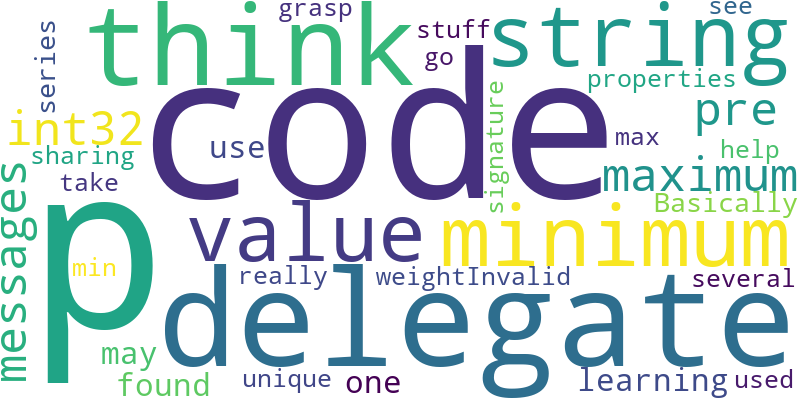 grasp
see
think
stuff
string
series
go
properties
code
signature
pre
int32
max
use
help
sharing
maximum
take
messages
p
Basically
value
minimum
min
really
weightInvalid
several
delegate
may
found
unique
one
learning
used